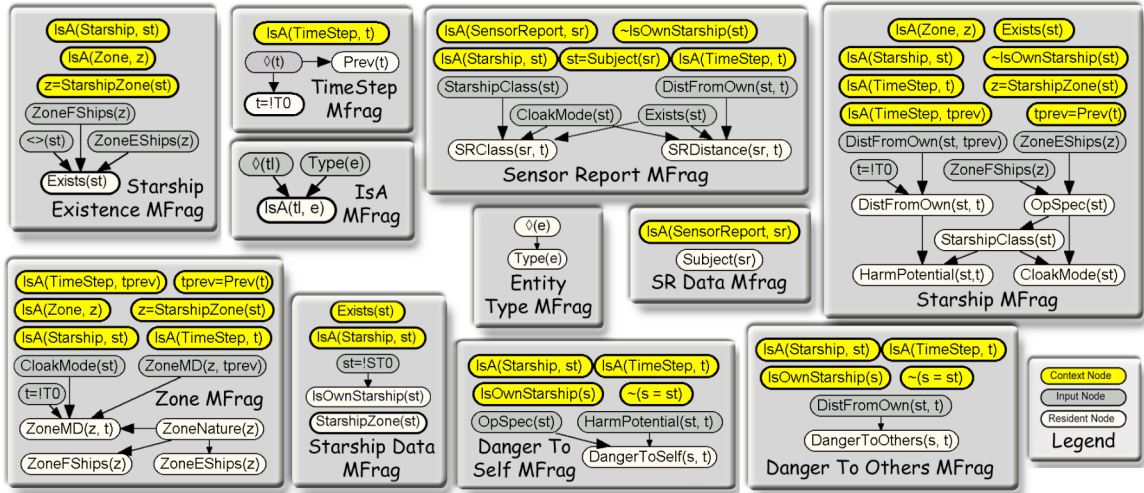 IsA(Starship, st)
IsA(Zone, z)
z=StarshipZone(st)
ZoneFShips(z)
<>(st)
ZoneEShips(z)
Exists(st)
Starship
Existence MFrag
IsA(TimeStep, t)
◊(t)
Prev(t)
t=!T0
TimeStep
Mfrag
◊(tl)
Type(e)
IsA(tl, e)
IsA
MFrag
IsA(SensorReport, sr)
~IsOwnStarship(st)
IsA(Starship, st)
st=Subject(sr)
IsA(TimeStep, t)
StarshipClass(st)
DistFromOwn(st, t)
CloakMode(st)
Exists(st)
SRClass(sr, t)
SRDistance(sr, t)
Sensor Report MFrag
◊(e)
Type(e)
Entity
Type MFrag
IsA(SensorReport, sr)
Subject(sr)
SR Data Mfrag
IsA(Zone, z)
Exists(st)
IsA(Starship, st)
~IsOwnStarship(st)
IsA(TimeStep, t)
z=StarshipZone(st)
IsA(TimeStep, tprev)
tprev=Prev(t)
DistFromOwn(st, tprev)
ZoneEShips(z)
t=!T0
ZoneFShips(z)
DistFromOwn(st, t)
OpSpec(st)
StarshipClass(st)
HarmPotential(st,t)
CloakMode(st)
Starship MFrag
IsA(TimeStep, tprev)
tprev=Prev(t)
IsA(Zone, z)
z=StarshipZone(st)
IsA(Starship, st)
IsA(TimeStep, t)
CloakMode(st)
ZoneMD(z, tprev)
t=!T0
Zone MFrag
ZoneMD(z, t)
ZoneNature(z)
ZoneFShips(z)
ZoneEShips(z)
Exists(st)
IsA(Starship, st)
st=!ST0
IsOwnStarship(st)
StarshipZone(st)
Starship Data
MFrag
IsA(Starship, st)
IsA(TimeStep, t)
IsOwnStarship(s)
~(s = st)
OpSpec(st)
HarmPotential(st, t)
Danger To
DangerToSelf(s, t)
Self MFrag
IsA(Starship, st)
IsA(TimeStep, t)
IsOwnStarship(s)
~(s = st)
DistFromOwn(st, t)
DangerToOthers(s, t)
Danger To Others MFrag
Context Node
Input Node
Resident Node
Legend